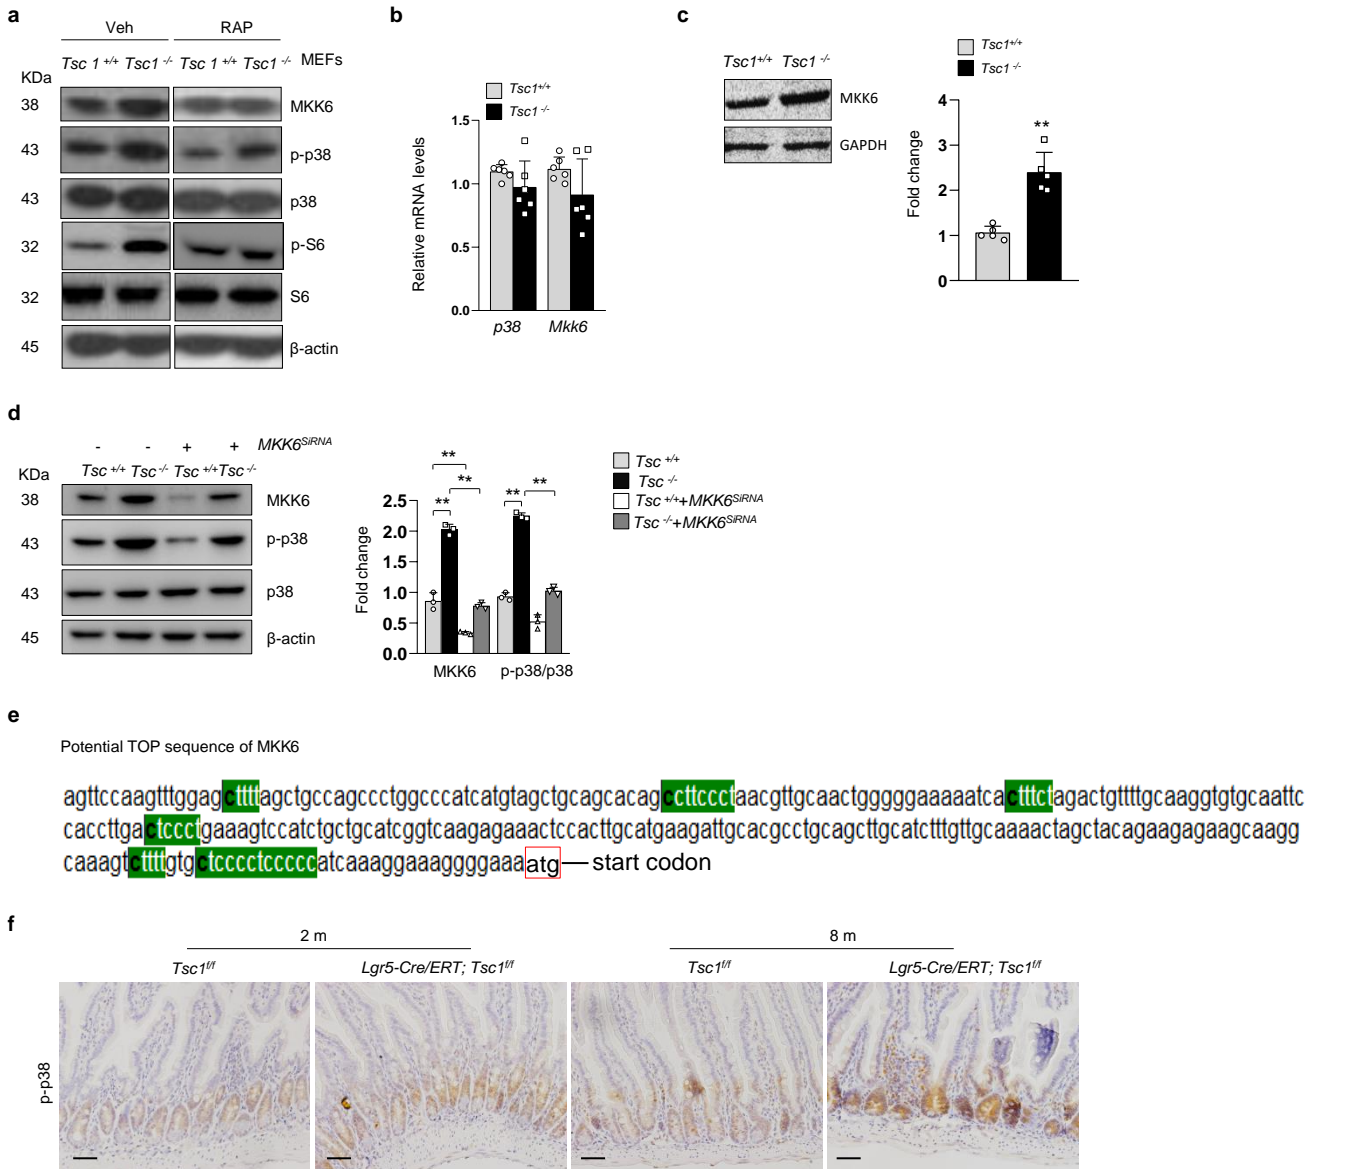 a
Veh RAP
Tsc 1 +/+ Tsc1 -/- Tsc 1 +/+ Tsc1 -/- MEFs
KDa
38 MKK6
43 p-p38
43 p38
32 p-S6
32 S6
45 β-actin
b
Tsc1+/+
Tsc1 -/-
Relative mRNA levels
1.5
1.0
0.5
0.0
p38 Mkk6
c
Tsc1+/+ Tsc1 -/-
MKK6
GAPDH
Tsc1+/+
Tsc1 -/-
Fold change
4
3
2
1
0
**
d
- - + + MKK6SiRNA
KDa Tsc +/+ Tsc -/- Tsc +/+ Tsc -/-
38 MKK6
43 p-p38
43 p38
45 β-actin
Fold change
2.5
2.0
1.5
1.0
0.5
0.0
** ** ** ** **
MKK6 p-p38/p38
Tsc +/+
Tsc -/-
Tsc +/++MKK6SiRNA
Tsc -/-+MKK6SiRNA
e
Potential TOP sequence of MKK6
agttccaagtttggagcttttagctgccagccctggcccatcatgtagctgcagcacagccttccctaacgttgcaactgggggaaaaatcactttctagactgttttgcaaggtgtgcaattc
caccttgactccctgaaagtccatctgctgcatcggtcaagagaaactccacttgcatgaagattgcacgcctgcagcttgcatctttgttgcaaaactagctacagaagagaagcaagg
caaagtcttttgtgctcccctcccccatcaaaggaaaggggaaaatg start codon
f
2 m 8 m
Tsc1f/f Lgr5-Cre/ERT; Tsc1f/f Tsc1f/f Lgr5-Cre/ERT; Tsc1f/f
p-p38